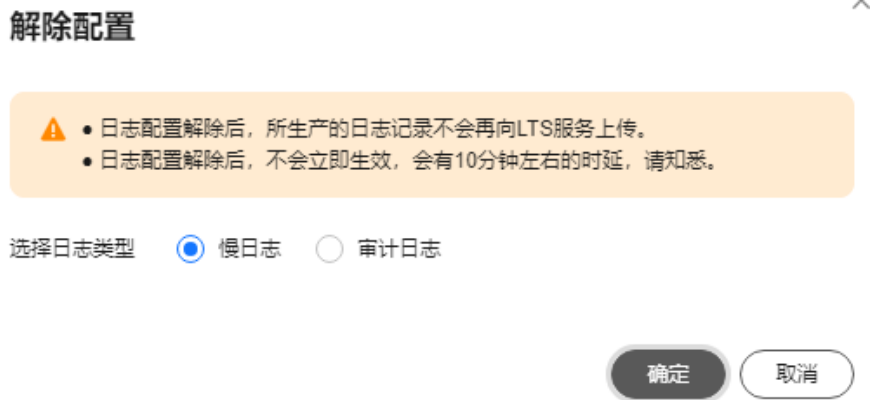 解除配置
● 日志配置解除后，所生产的日志记录不会再向LTS服务上传。
● 日志配置解除后，不会立即生效，会有10分钟左右的时延，请知悉。
选择日志类型 慢日志 审计日志
确定 取消